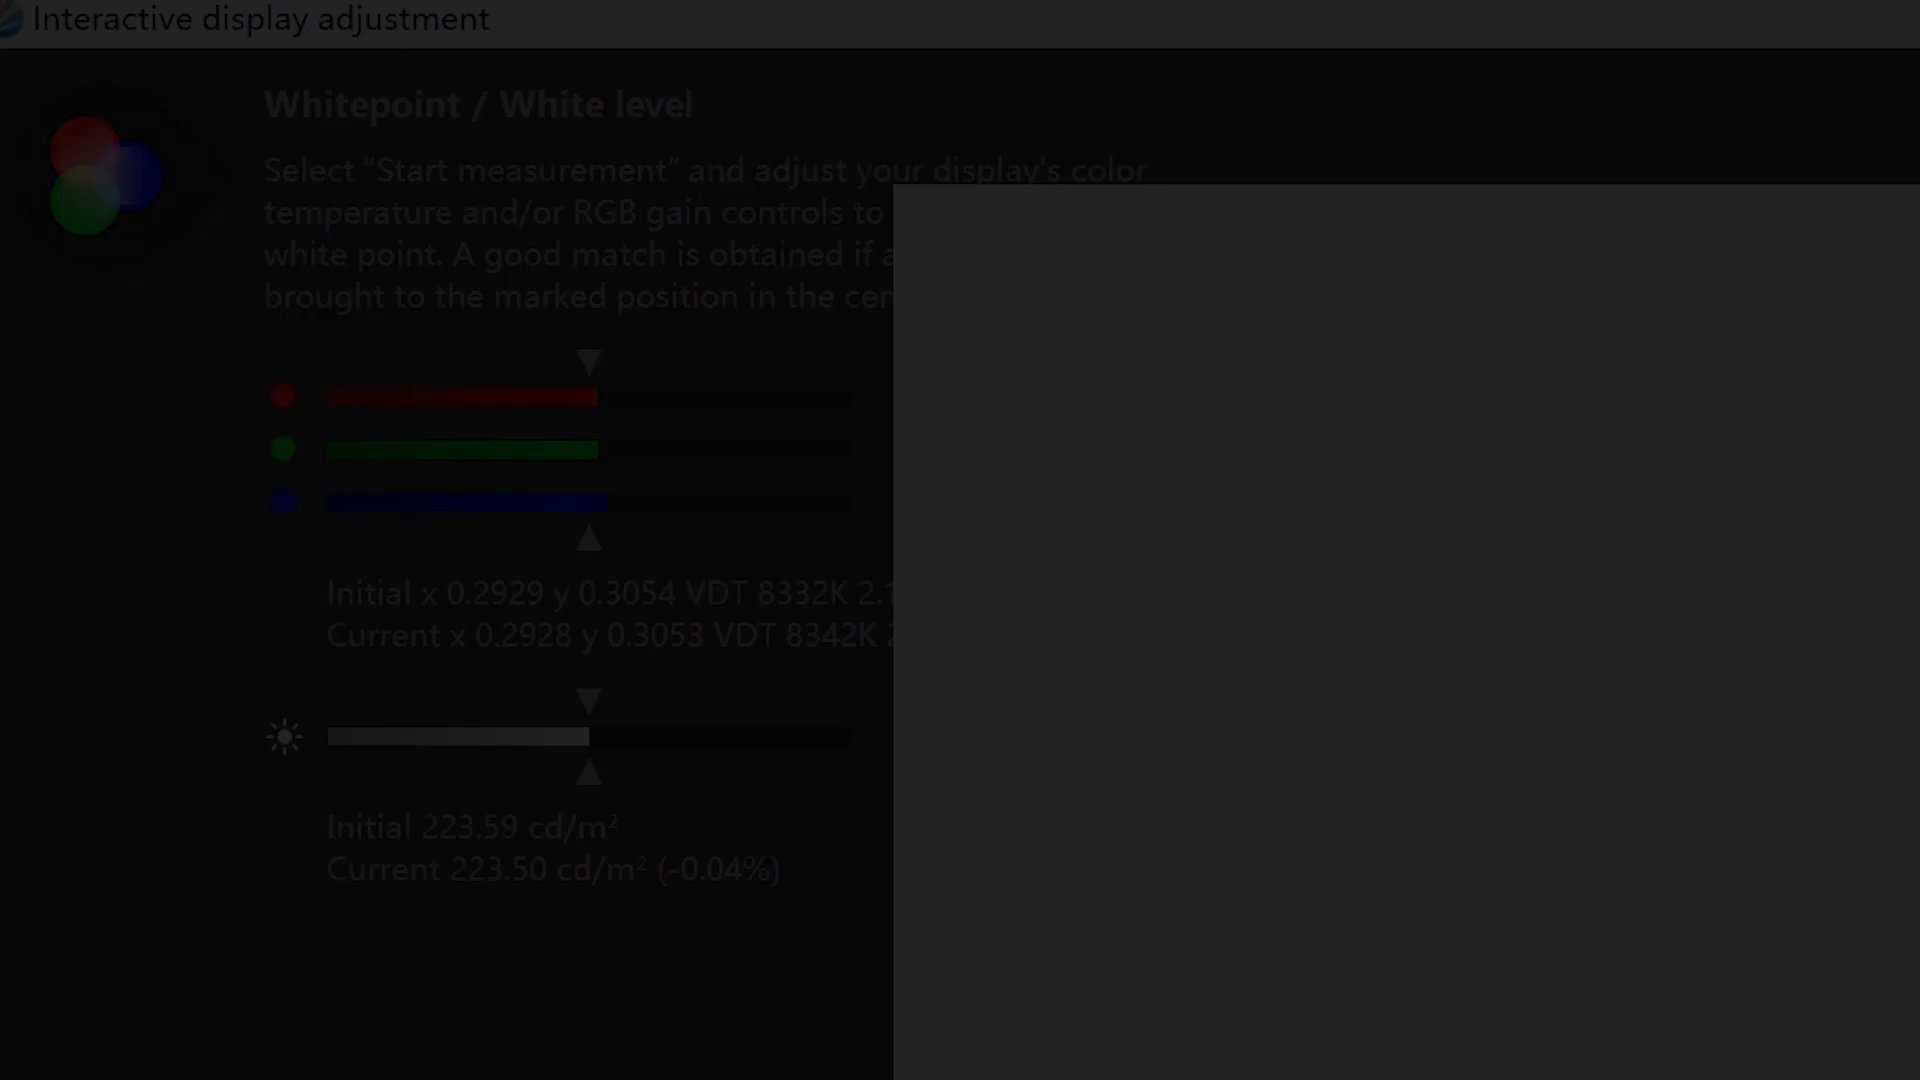 Interactive display adjustment
Whitepoint / White level
Select “Start measurement” and adjust your display's color
temperature and/or RGB gain controls to
white point. A good match is obtained if
brought to the marked position in the
Initial x 0.2929 y 0.3054 VDT 8332K
Current x 0.2928 y 0.3053 VDT 8342K
Initial 223.59 cd/m²
Current 223.50 cd/m² (-0.04%)